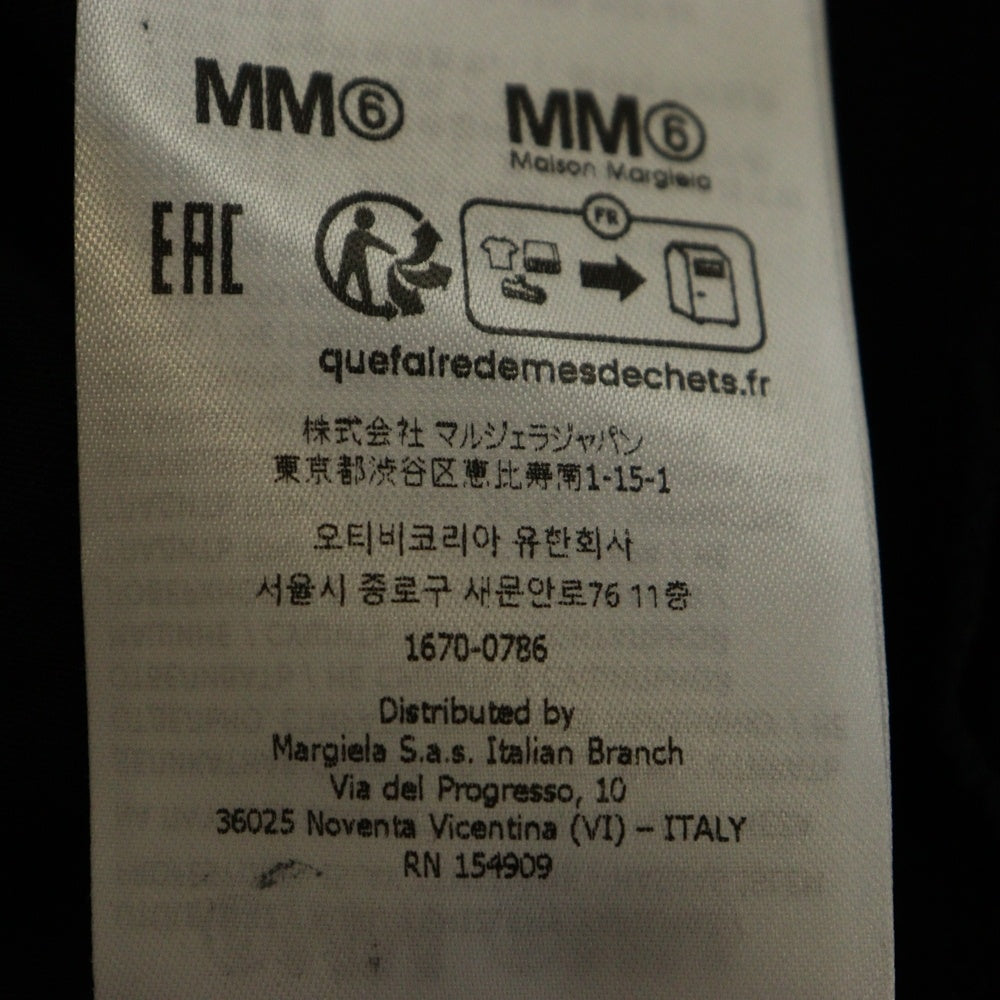 MM⑥ MM⑥
Maison Margiela
EAC FR
quefairedemesdechets.fr
株式会社 マルジェラジャパン
東京都渋谷区恵比寿南1-15-1
오티비코리아 유한회사
서울시 종로구 새문안로76 11층
1670-0786
Distributed by
Margiela S.a.s. Italian Branch
Via del Progresso, 10
36025 Noventa Vicentina (VI) – ITALY
RN 154909